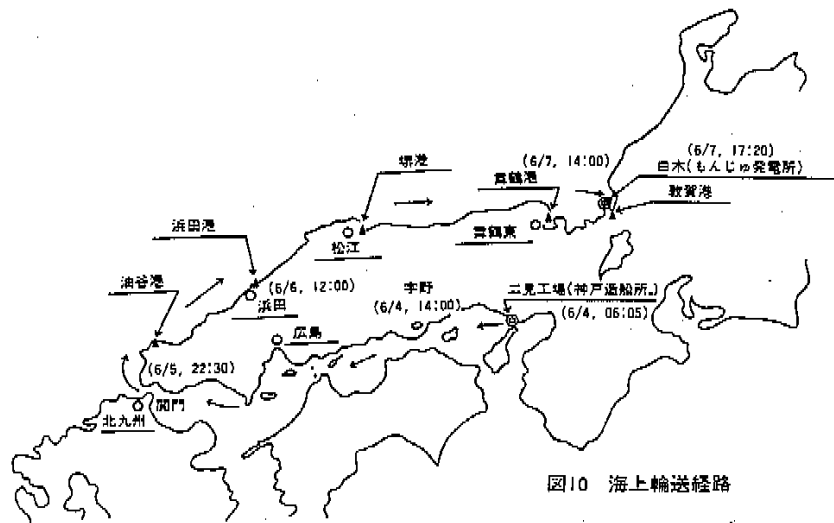 (6/7, 14:00)
(6/7, 17:20)
白木(もんじゅ発電所)
敦賀港
舞鶴港
舞鶴東
堺港
松江
浜田港
(6/6, 12:00)
浜田
油谷港
宇野
(6/4, 14:00)
二見工場(神戸造船所)
(6/4, 06:05)
広島
(6/5, 22:30)
関門
北九州
図10 海上輸送経路